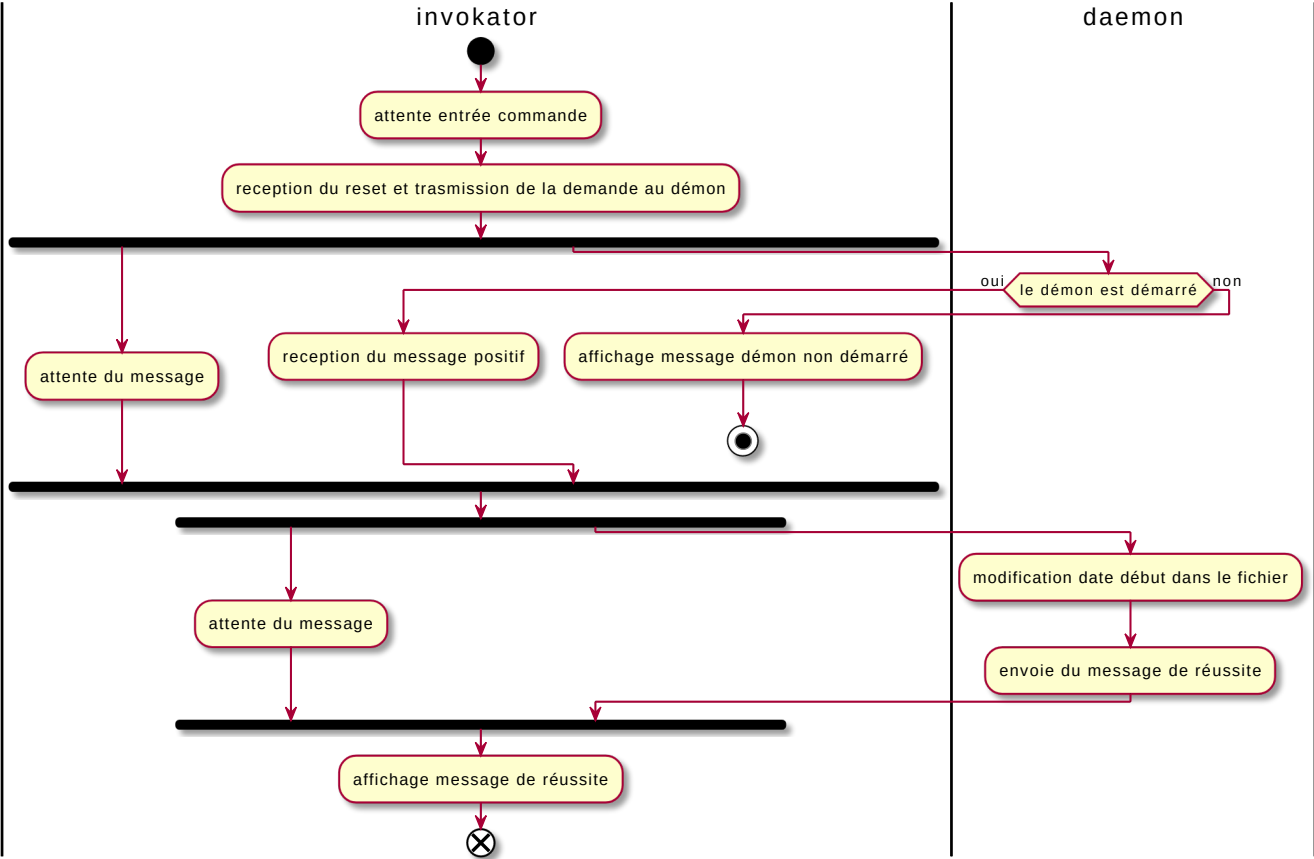 invokator
daemon
attente entrée commande
reception du reset et trasmission de la demande au démon
oui
le démon est démarré
non
reception du message positif
affichage message démon non démarré
attente du message
modification date début dans le fichier
attente du message
envoie du message de réussite
affichage message de réussite